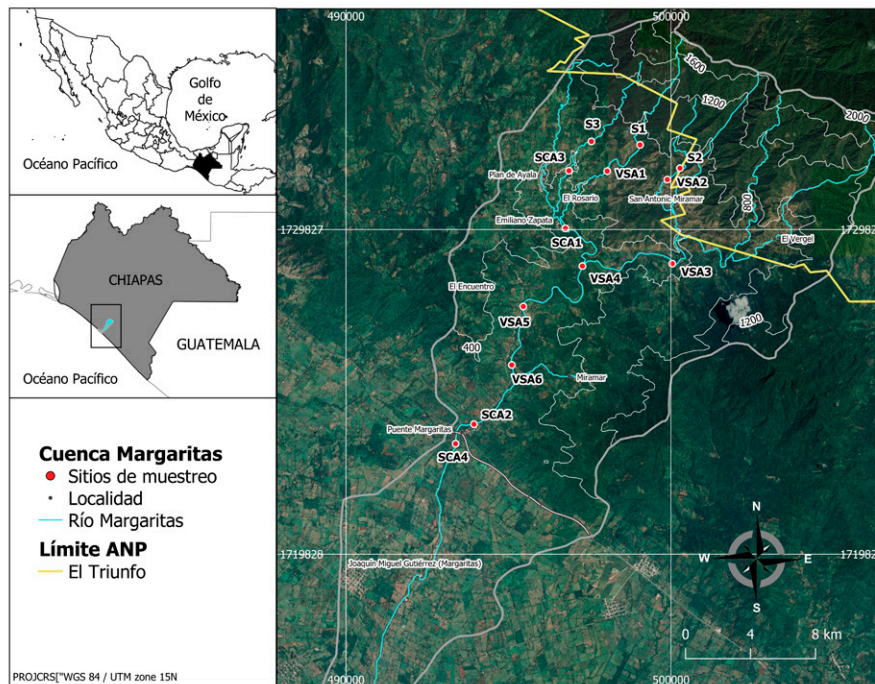 Golfo
de
México
Océano Pacífico
CHIAPAS
GUATEMALA
Océano Pacífico
Cuenca Margaritas
Sitios de muestreo
Localidad
Río Margaritas
Límite ANP
El Triunfo
PROJCRS["WGS 84 / UTM zone 15N
490000
500000
1600
1200
2000
S3
S1
SCA3
S2
Plan de Ayala
VSA1
VSA2
El Rosario
San Antonic Miramar
800
Emiliano Zapata
1729827
1729827
SCA1
El Vergel
VSA4
VSA3
El Encuentro
VSA5
1200
400
VSA6
Miramar
SCA2
Puente Margaritas
SCA4
N
W
E
S
1719828
1719828
Joaquín Miguel Gutiérrez (Margaritas)
0
4
8 km
490000
500000